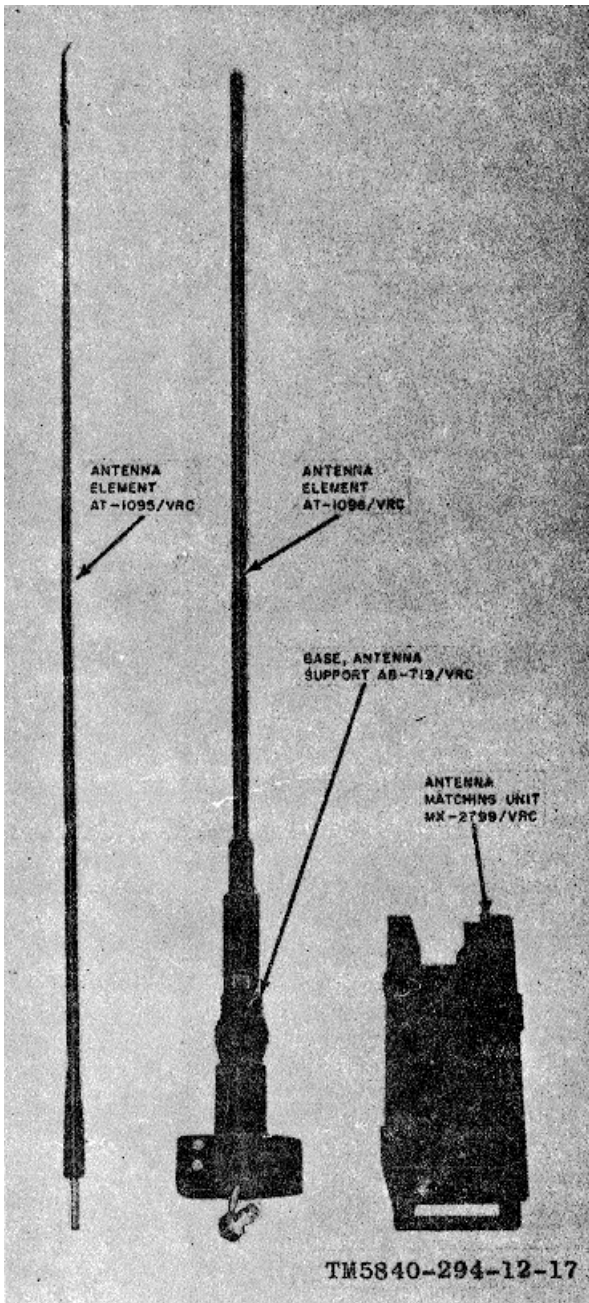 ANTENNA
ELEMENT
AT-1095/VRC
ANTENNA
ELEMENT
AT-1096/VRC
BASE, ANTENNA
SUPPORT AB-719/VRC
ANTENNA
MATCHING UNIT
MX-2799/VRC
TM5840-294-12-17